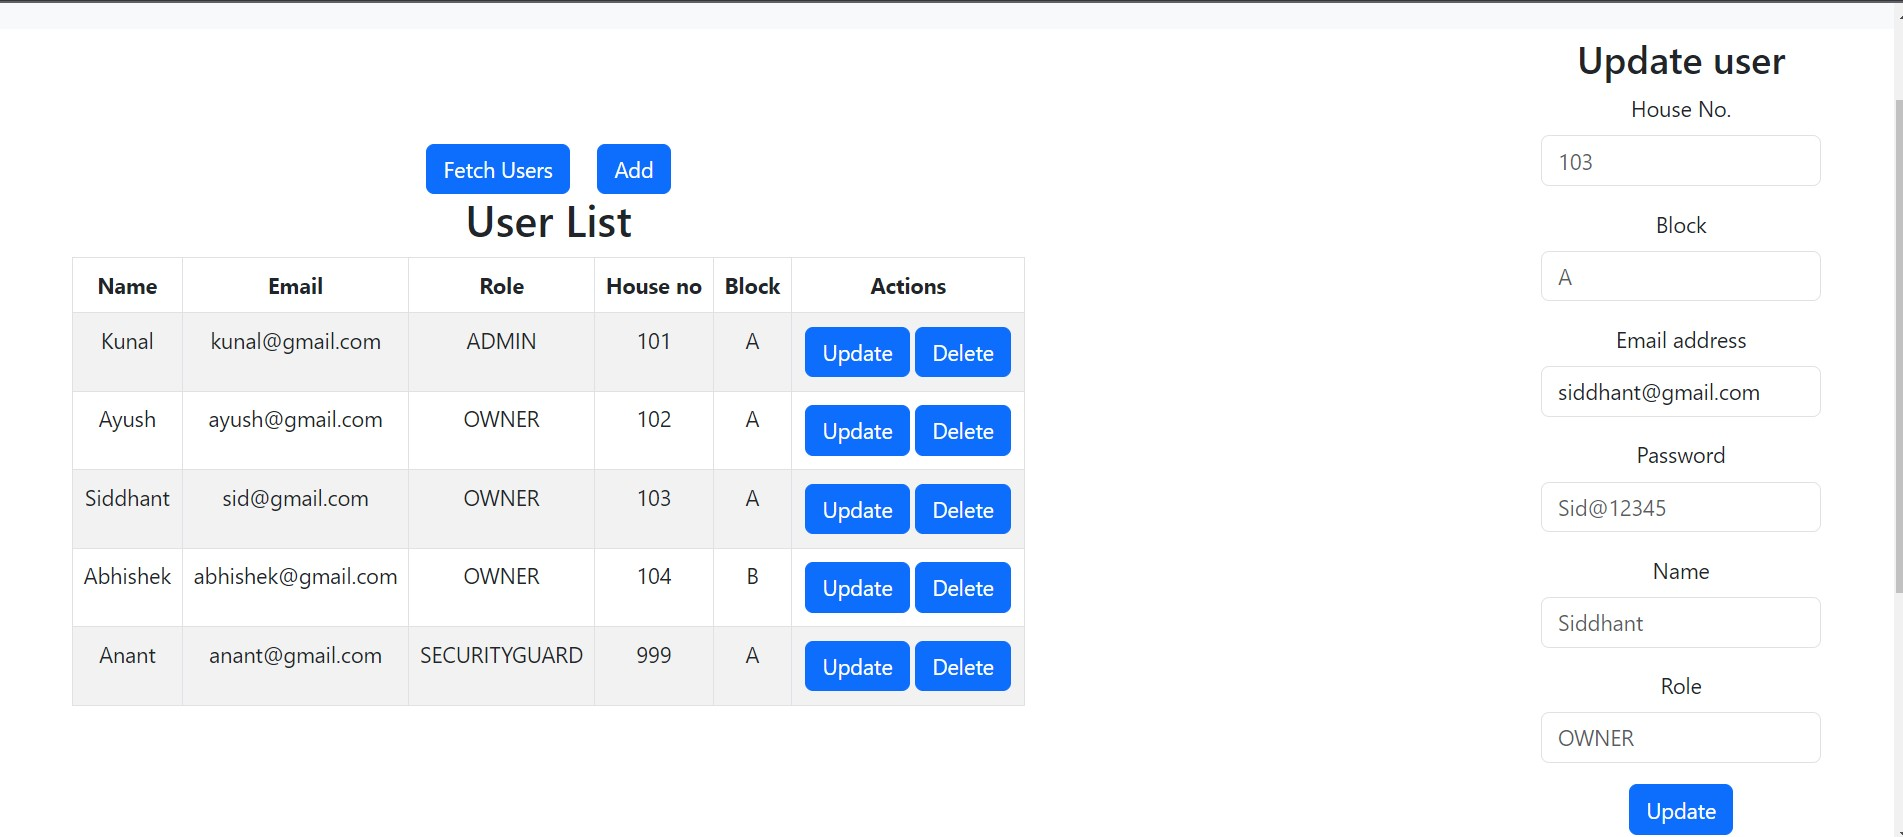 Fetch Users Add
User List
Name Email Role House no Block Actions
Kunal kunal@gmail.com ADMIN 101 A Update Delete
Ayush ayush@gmail.com OWNER 102 A Update Delete
Siddhant sid@gmail.com OWNER 103 A Update Delete
Abhishek abhishek@gmail.com OWNER 104 B Update Delete
Anant anant@gmail.com SECURITYGUARD 999 A Update Delete
Update user
House No.
103
Block
A
Email address
siddhant@gmail.com
Password
Sid@12345
Name
Siddhant
Role
OWNER
Update